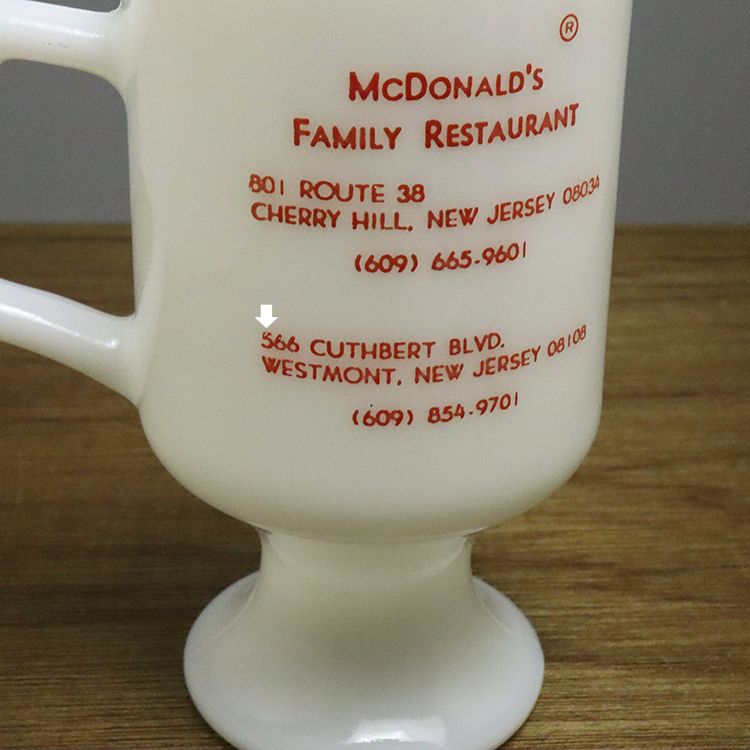 ®
McDonald's
Family Restaurant
801 ROUTE 38
CHERRY HILL, NEW JERSEY 08034
(609) 665-9601
566 CUTHBERT BLVD.
WESTMONT, NEW JERSEY 08108
(609) 854-9701